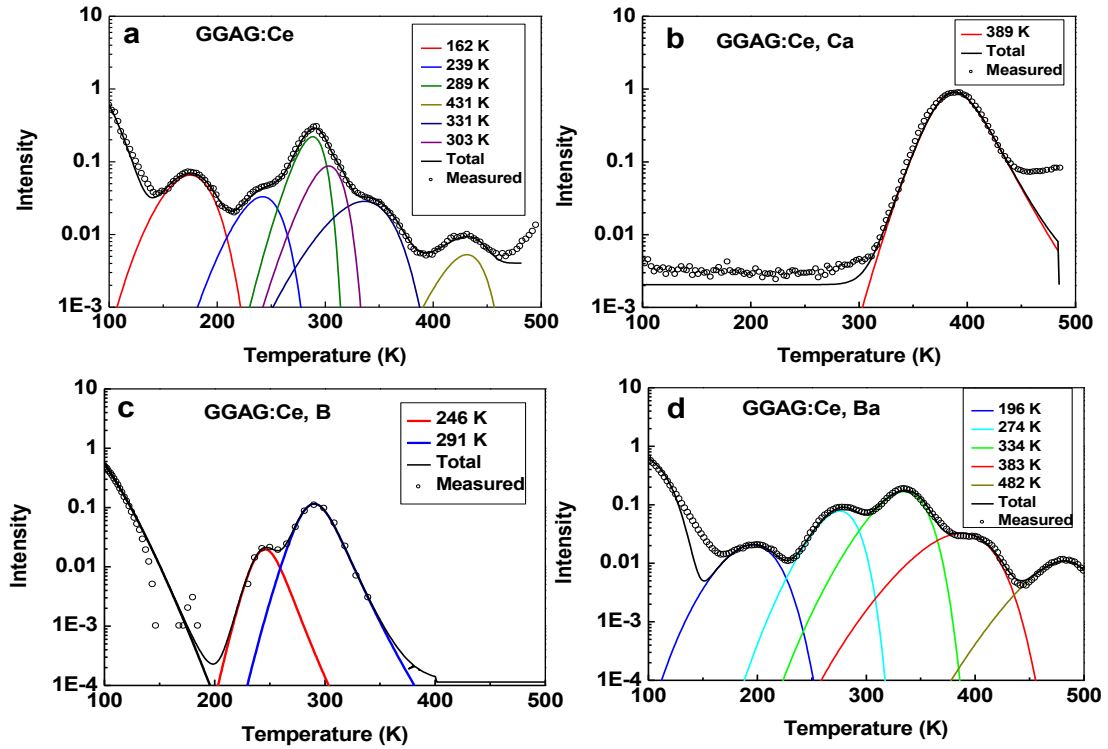 a
GGAG:Ce
162 K
239 K
289 K
431 K
331 K
303 K
Total
Measured
10
1
0.1
0.01
1E-3
100
200
300
400
500
Intensity
Temperature (K)
b
GGAG:Ce, Ca
389 K
Total
Measured
10
1
0.1
0.01
1E-3
100
200
300
400
500
Intensity
Temperature (K)
c
GGAG:Ce, B
246 K
291 K
Total
Measured
10
1
0.1
0.01
1E-3
1E-4
100
200
300
400
500
Intensity
Temperature (K)
d
GGAG:Ce, Ba
196 K
274 K
334 K
383 K
482 K
Total
Measured
10
1
0.1
0.01
1E-3
1E-4
100
200
300
400
500
Intensity
Temperature (K)